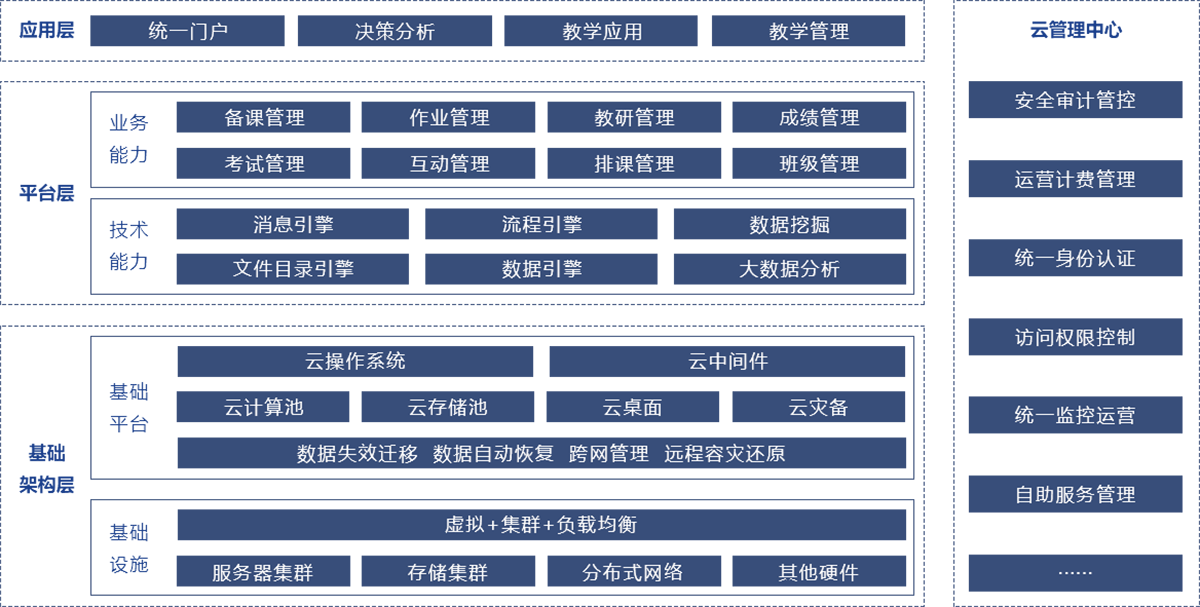 应用层
统一门户
决策分析
教学应用
教学管理
平台层
业务
能力
备课管理
作业管理
教研管理
成绩管理
考试管理
互动管理
排课管理
班级管理
技术
能力
消息引擎
流程引擎
数据挖掘
文件目录引擎
数据引擎
大数据分析
基础
架构层
基础
平台
云操作系统
云中间件
云计算池
云存储池
云桌面
云灾备
数据失效迁移 数据自动恢复 跨网管理 远程容灾还原
基础
设施
虚拟+集群+负载均衡
服务器集群
存储集群
分布式网络
其他硬件
云管理中心
安全审计管控
运营计费管理
统一身份认证
访问权限控制
统一监控运营
自助服务管理
······